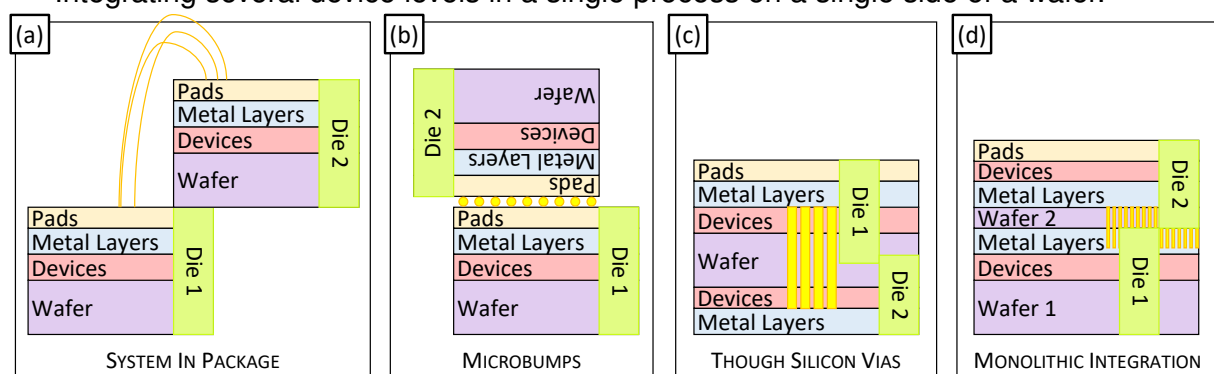 integrating several device levels in a single process on a single side of a wafer.
(a)
Pads
Metal Layers
Devices
Wafer
Die 2
Pads
Metal Layers
Devices
Wafer
Die 1
SYSTEM IN PACKAGE
(b)
Wafer
Devices
Metal Layers
Pads
Die 2
Pads
Metal Layers
Devices
Wafer
Die 1
MICROBUMPS
(c)
Pads
Metal Layers
Devices
Wafer
Devices
Metal Layers
Die 1
Die 2
THOUGH SILICON VIAS
(d)
Pads
Devices
Metal Layers
Wafer 2
Metal Layers
Devices
Wafer 1
Die 2
Die 1
MONOLITHIC INTEGRATION